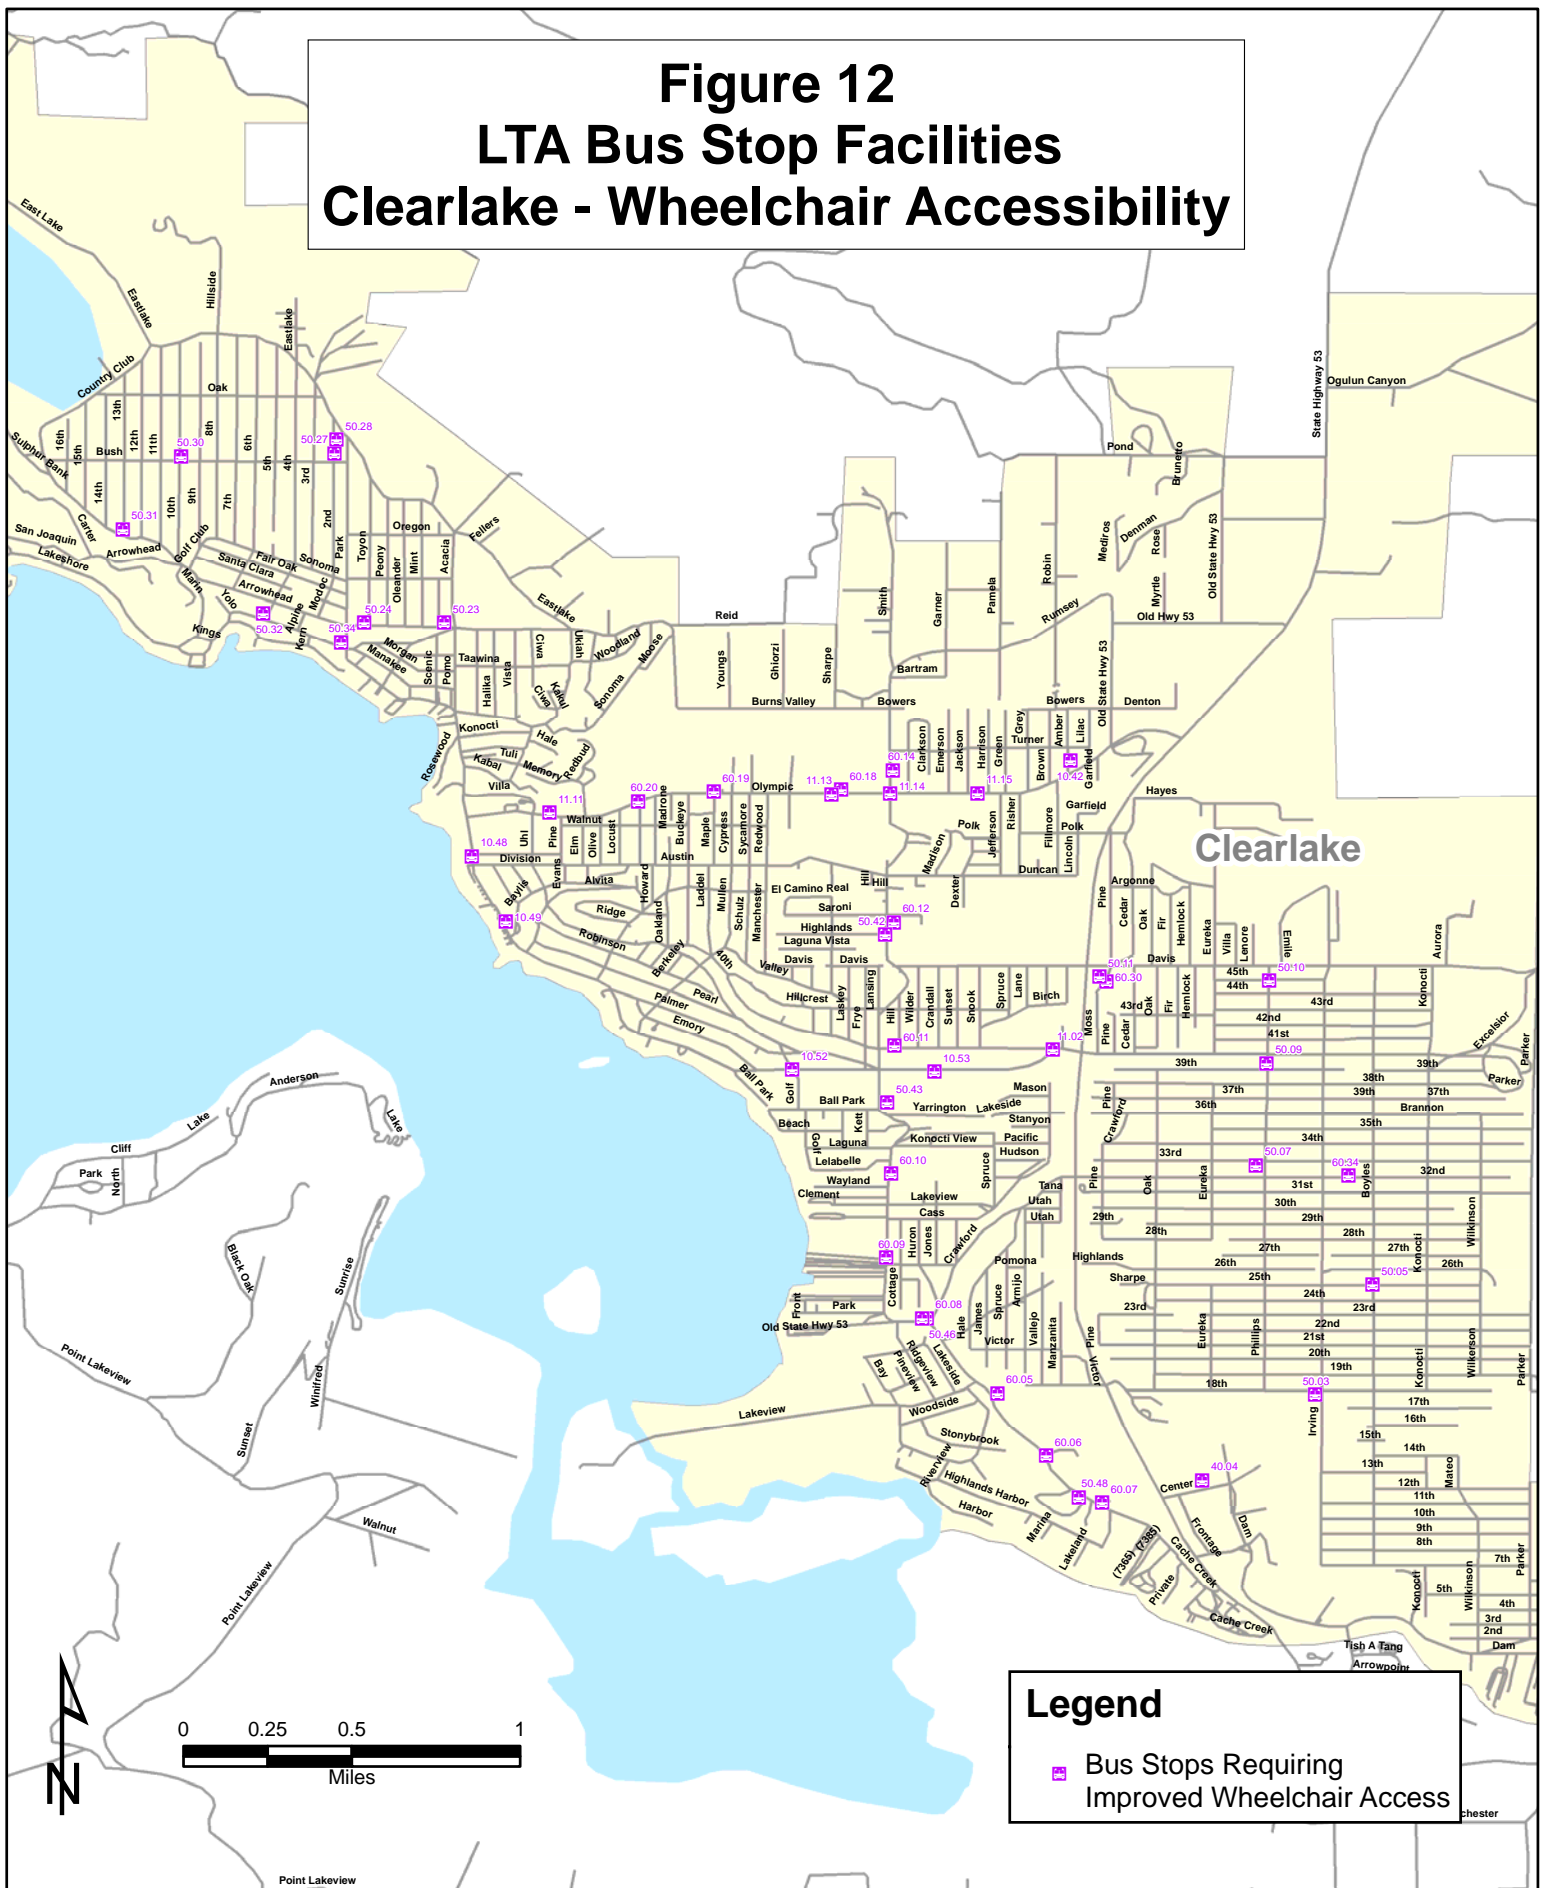 Figure 12
LTA Bus Stop Facilities
Clearlake - Wheelchair Accessibility
East Lake
Eastlake
Hillside
Eastlake
Country Club
Oak
State Highway 53
Ogulun Canyon
13th
16th
15th
12th
11th
8th
6th
5th
4th
3rd
50.28
50.27
50.30
Bush
Sulphur Bank
14th
10th
9th
7th
2nd
Park
50.31
Carter
San Joaquin
Lakeshore
Arrowhead
Golf Club
Fair Oak
Sonoma
Santa Clara
Arrowhead
Marin
Yolo
Alpine
Modoc
Kern
Kings
50.32
50.34
50.24
50.23
Toyon
Peony
Oleander
Oregon
Mint
Acacia
Fellers
Eastlake
Morgan
Manakee
Scenic
Pomo
Taawina
Halika
Vista
Ciwa
Ukiah
Woodland
Moose
Ciwa
Kakul
Sonoma
Reid
Youngs
Ghiorzi
Sharpe
Burns Valley
Bowers
Bartram
Smith
Garner
Pamela
Robin
Rumsey
Pond
Brunetto
Mediros
Denman
Rose
Myrtle
Old State Hwy 53
Old Hwy 53
Old State Hwy 53
Bowers
Denton
Konocti
Rosewood
Hale
Tuli
Kabal
Memory
Redbud
Villa
Clarkson
Emerson
Jackson
Harrison
Green
Grey
Turner
Brown
Amber
Lilac
Garfield
10.42
60.14
60.18
11.13
11.14
11.15
60.19
60.20
11.11
Olympic
Madrone
Buckeye
Maple
Cypress
Sycamore
Redwood
Walnut
Uhl
Pine
Elm
Olive
Locust
Hayes
Garfield
Clearlake
10.48
Division
Evans
Austin
Alvita
Howard
Baylis
10.49
Ridge
Robinson
Oakland
Laddel
Mullen
Schulz
Manchester
Berkeley
40th
Valley
El Camino Real
Saroni
Highlands
Laguna Vista
Davis
Davis
Hill
Hill
Madison
Dexter
Polk
Jefferson
Risher
Fillmore
Polk
Lincoln
Duncan
60.12
50.42
Pine
Argonne
Cedar
Oak
Fir
Hemlock
Eureka
Villa
Lenore
Emile
Aurora
50.11
60.30
Davis
45th
44th
50.10
43rd
Konocti
43rd
Oak
Fir
Hemlock
42nd
41st
Excelsior
Parker
Moss
Pine
Cedar
Pearl
Palmer
Emory
Hillcrest
Laskey
Frye
Lansing
Hill
Wilder
Crandall
Sunset
Snook
Spruce
Lane
Birch
60.11
11.02
10.52
10.53
50.43
50.09
39th
39th
38th
Parker
Ball Park
Golf
Ball Park
Yarrington
Lakeside
Mason
Stanyon
Pine
Crawford
37th
39th
37th
36th
Brannon
35th
34th
Beach
Kett
Laguna
Golf
Konocti View
Pacific
Hudson
Lelabelle
Wayland
Clement
60.10
Spruce
Lakeview
Cass
Tana
Utah
Utah
33rd
50.07
60.34
32nd
Pine
Oak
Eureka
31st
Boyles
30th
29th
29th
28th
28th
Wilkinson
27th
27th
Konocti
26th
26th
Highlands
Sharpe
25th
50.05
24th
23rd
23rd
22nd
21st
20th
19th
Eureka
Phillips
Konocti
Wilkerson
Parker
Anderson
Lake
Lake
Cliff
Park
North
Black Oak
Sunrise
Winifred
Sunset
Point Lakeview
Walnut
Point Lakeview
60.09
Huron
Jones
Crawford
Cottage
Pomona
Front
Park
Old State Hwy 53
60.08
50.46
Hale
James
Spruce
Armijo
Vallejo
Victor
Manzanita
Pine
Victor
Bay
Pineview
Ridgeview
Lakeside
60.05
18th
50.03
17th
16th
15th
14th
13th
12th
Mateo
11th
10th
9th
8th
7th
Irving
Woodside
Lakeview
Stonybrook
60.06
Riverview
Highlands Harbor
Harbor
Marina
Lakeland
50.48
60.07
Center
40.04
Frontage
Dam
Cache Creek
(7365)
(7385)
Private
Cache Creek
Parker
Konocti
5th
Wilkinson
4th
3rd
2nd
Dam
Tish A Tang
Arrowpoint
N
0 0.25 0.5 1
Miles
Legend
Bus Stops Requiring
Improved Wheelchair Access
chester
Point Lakeview